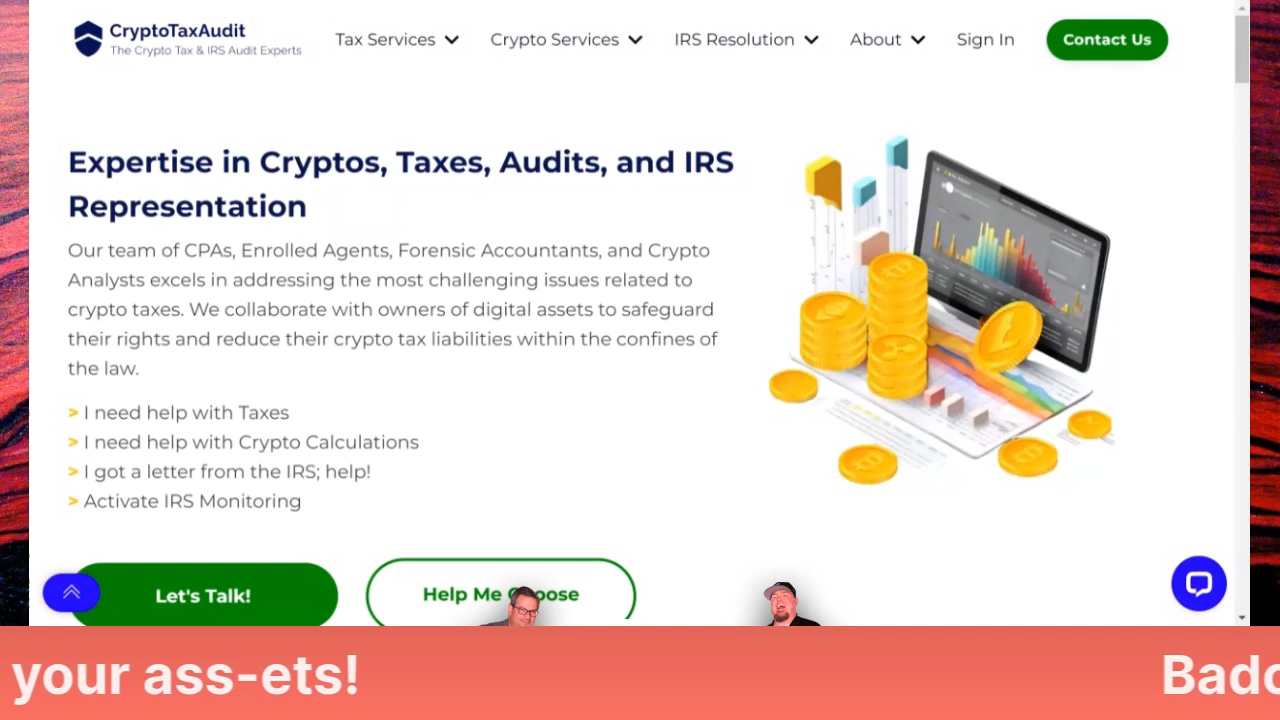 CryptoTaxAudit
The Crypto Tax & IRS Audit Experts
Tax Services
Crypto Services
IRS Resolution
About
Sign In
Contact Us
Expertise in Cryptos, Taxes, Audits, and IRS
Representation
Our team of CPAs, Enrolled Agents, Forensic Accountants, and Crypto
Analysts excels in addressing the most challenging issues related to
crypto taxes. We collaborate with owners of digital assets to safeguard
their rights and reduce their crypto tax liabilities within the confines of
the law.
> I need help with Taxes
> I need help with Crypto Calculations
> I got a letter from the IRS; help!
> Activate IRS Monitoring
Let's Talk!
Help Me
your ass-ets!